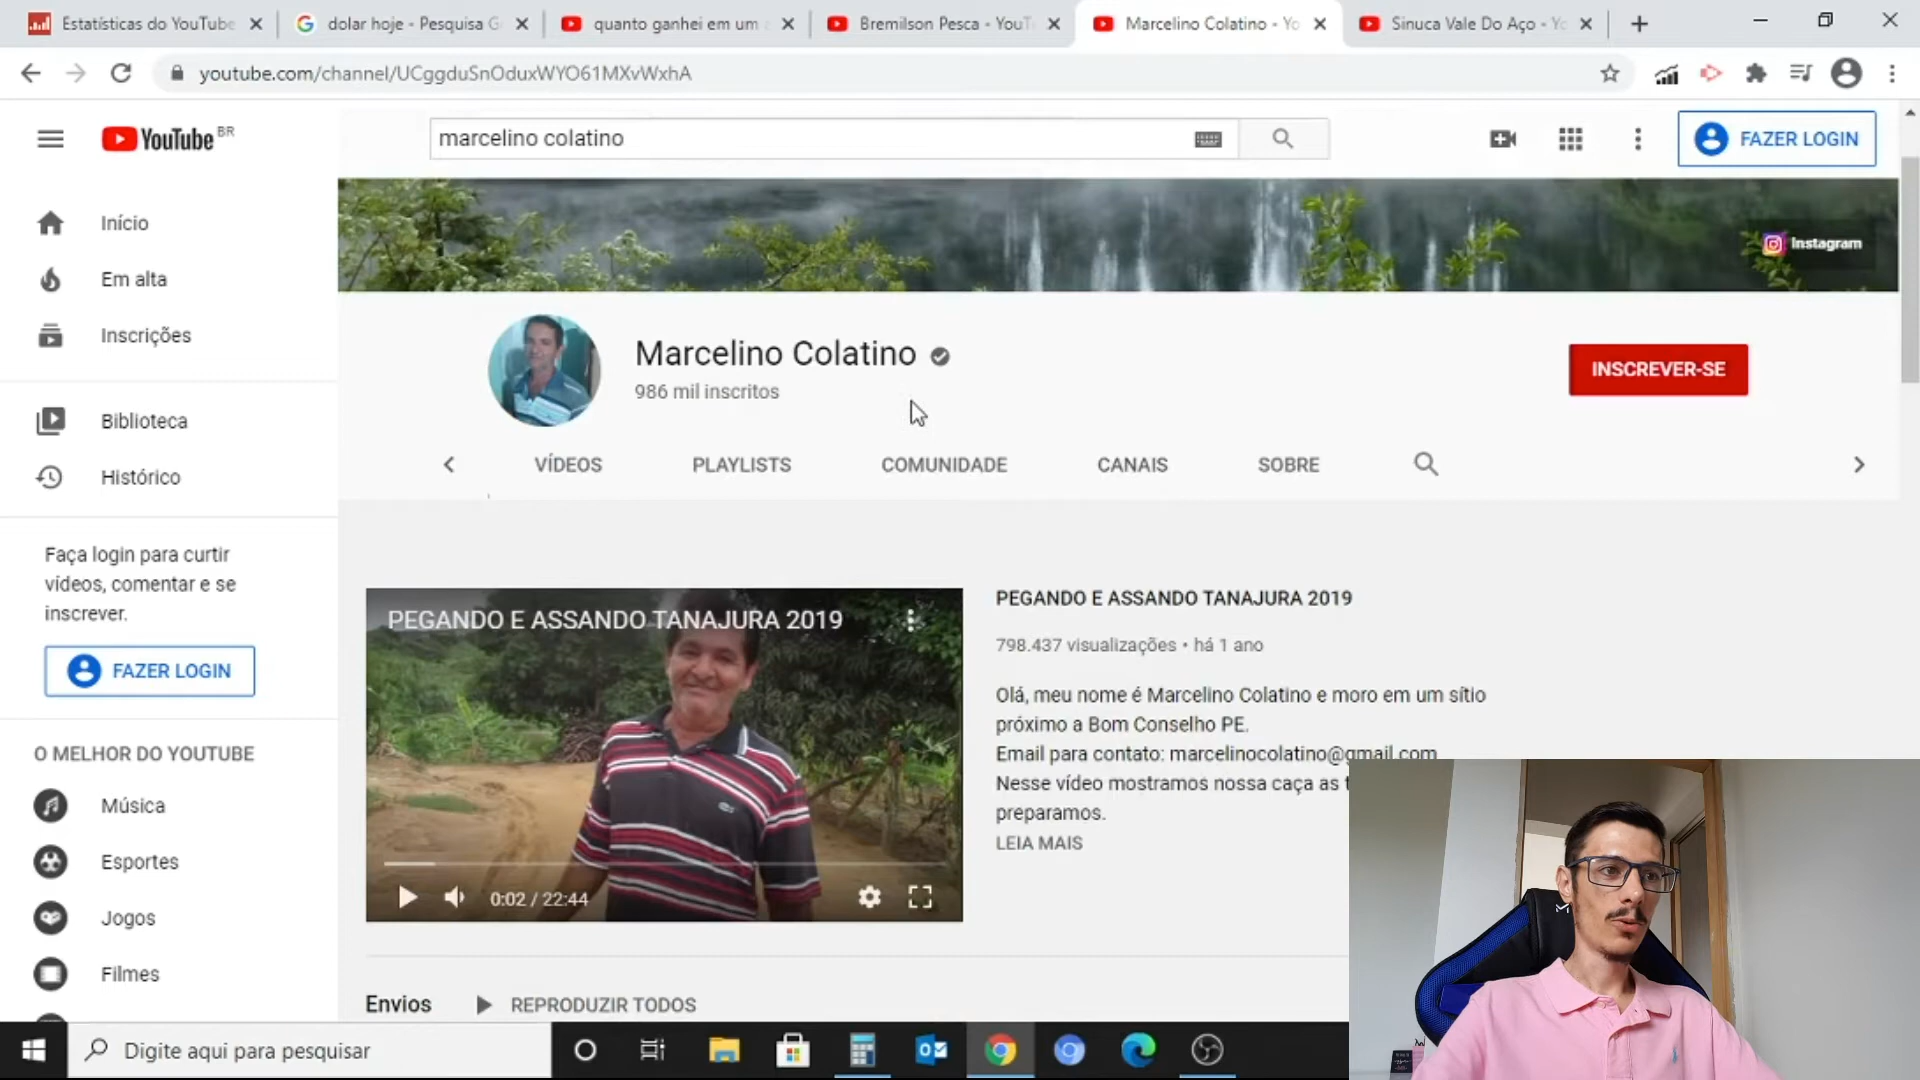 Estatísticas do YouTube
dolar hoje - Pesquisa G
quanto ganhei em um
Bremilson Pesca - YouT
Marcelino Colatino - Yo
Sinuca Vale Do Aço - Yo
youtube.com/channel/UCggduSnOduxWYO61MXvWxhA
YouTube BR
marcelino colatino
FAZER LOGIN
Início
Em alta
Inscrições
Biblioteca
Histórico
Faça login para curtir
vídeos, comentar e se
inscrever.
FAZER LOGIN
O MELHOR DO YOUTUBE
Música
Esportes
Jogos
Filmes
Instagram
Marcelino Colatino
986 mil inscritos
INSCREVER-SE
VÍDEOS
PLAYLISTS
COMUNIDADE
CANAIS
SOBRE
PEGANDO E ASSANDO TANAJURA 2019
0:02 / 22:44
PEGANDO E ASSANDO TANAJURA 2019
798.437 visualizações • há 1 ano
Olá, meu nome é Marcelino Colatino e moro em um sítio
próximo a Bom Conselho PE.
Email para contato: marcelinocolatino@gmail.com
Nesse vídeo mostramos nossa caça as
preparamos.
LEIA MAIS
Envios
REPRODUZIR TODOS
Digite aqui para pesquisar